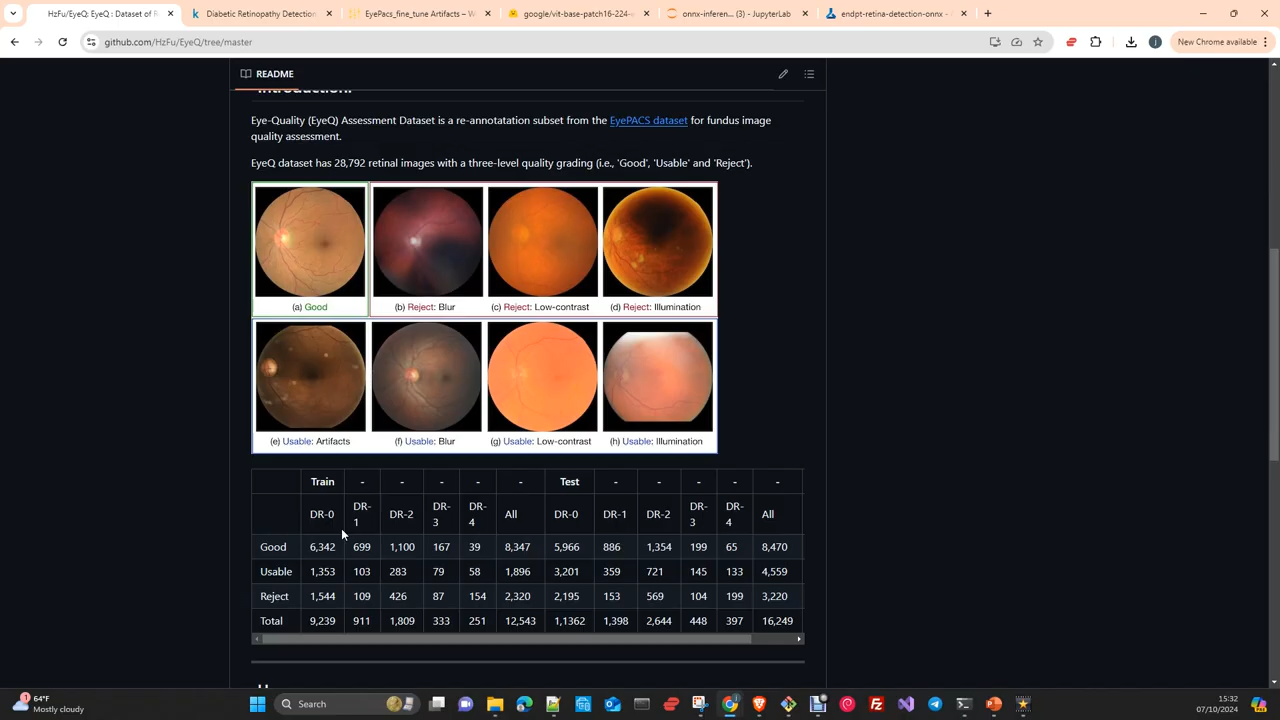 HzFu/EyeQ: EyeQ : Dataset of R
Diabetic Retinopathy Detection
EyePacs_fine_tune Artifacts – W
google/vit-base-patch16-224-
onnx-inferen... (3) - JupyterLab
endpt-retina-detection-onnx -
github.com/HzFu/EyeQ/tree/master
New Chrome available
README
Introduction:
Eye-Quality (EyeQ) Assessment Dataset is a re-annotatation subset from the EyePACS dataset for fundus image
quality assessment.
EyeQ dataset has 28,792 retinal images with a three-level quality grading (i.e., 'Good', 'Usable' and 'Reject').
(a) Good (b) Reject: Blur (c) Reject: Low-contrast (d) Reject: Illumination
(e) Usable: Artifacts (f) Usable: Blur (g) Usable: Low-contrast (h) Usable: Illumination
Train - - - - - Test - - - - -
DR-0 DR-1 DR-2 DR-3 DR-4 All DR-0 DR-1 DR-2 DR-3 DR-4 All
Good 6,342 699 1,100 167 39 8,347 5,966 886 1,354 199 65 8,470
Usable 1,353 103 283 79 58 1,896 3,201 359 721 145 133 4,559
Reject 1,544 109 426 87 154 2,320 2,195 153 569 104 199 3,220
Total 9,239 911 1,809 333 251 12,543 1,1362 1,398 2,644 448 397 16,249
64°F
Mostly cloudy
Search
15:32
07/10/2024